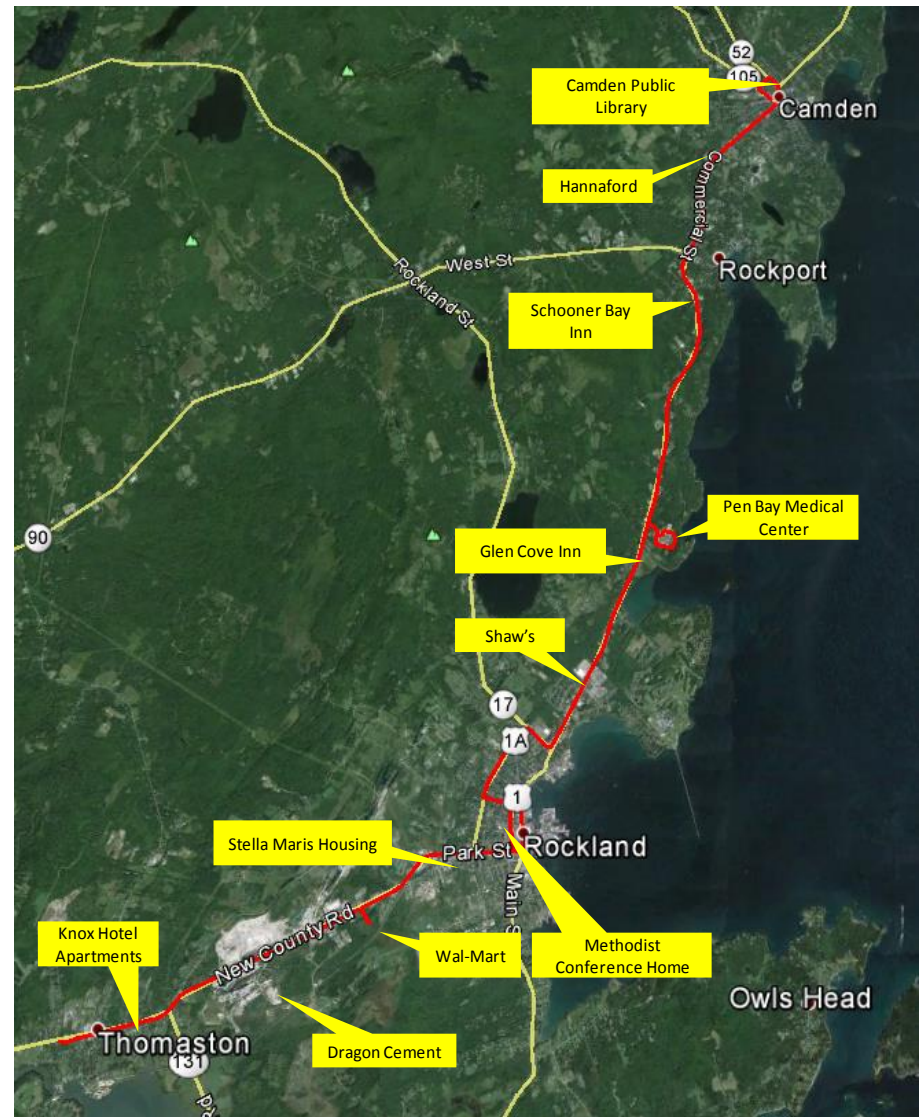 52
105
Camden Public
Library
Camden
Hannaford
Commercial St
West St
Rockport
Rockland St
Schooner Bay
Inn
Pen Bay Medical
Center
90
Glen Cove Inn
Shaw's
17
1A
1
Stella Maris Housing
Park St
Rockland
Main S
Knox Hotel
Apartments
New County Rd
Wal-Mart
Methodist
Conference Home
Owls Head
Thomaston
Dragon Cement
131
Rd